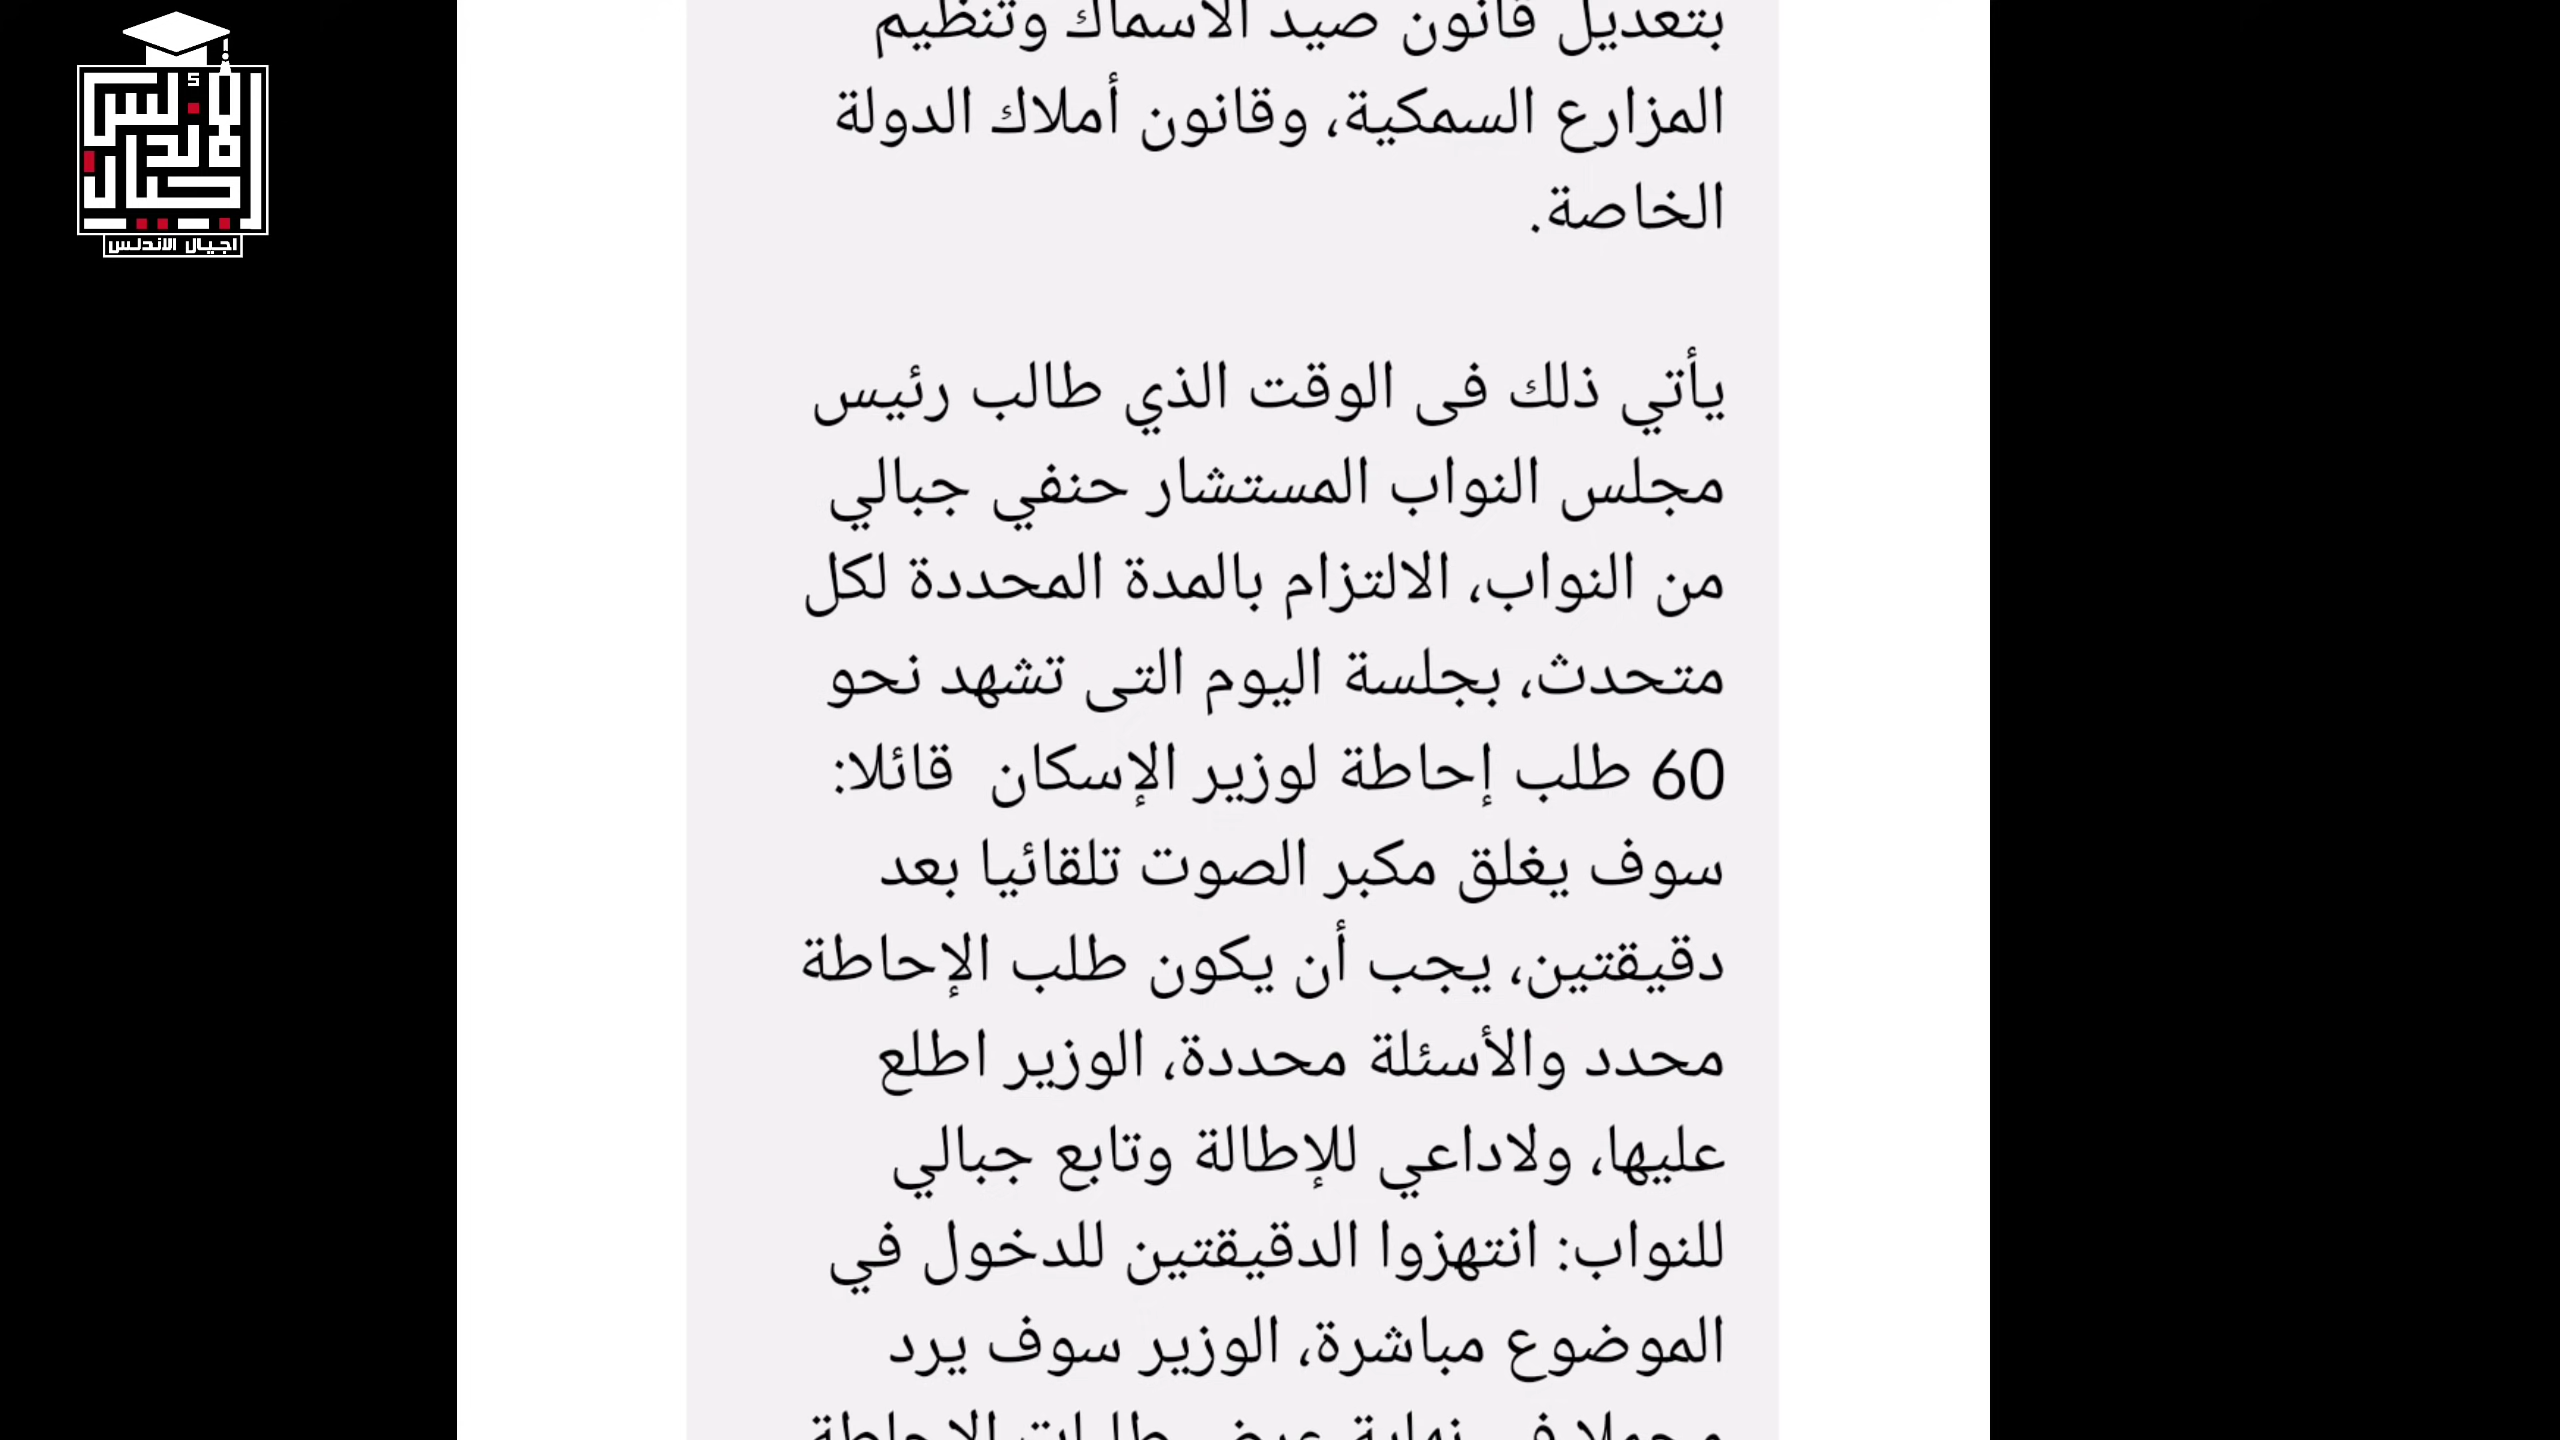 اجيال الاندلس
بتعديل قانون صيد الأسماك وتنظيم
المزارع السمكية، وقانون أملاك الدولة
الخاصة.
يأتي ذلك فى الوقت الذي طالب رئيس
مجلس النواب المستشار حنفي جبالي
من النواب، الالتزام بالمدة المحددة لكل
متحدث، بجلسة اليوم التى تشهد نحو
60 طلب إحاطة لوزير الإسكان قائلا:
سوف يغلق مكبر الصوت تلقائيا بعد
دقيقتين، يجب أن يكون طلب الإحاطة
محدد والأسئلة محددة، الوزير اطلع
عليها، ولاداعي للإطالة وتابع جبالي
للنواب: انتهزوا الدقيقتين للدخول في
الموضوع مباشرة، الوزير سوف يرد